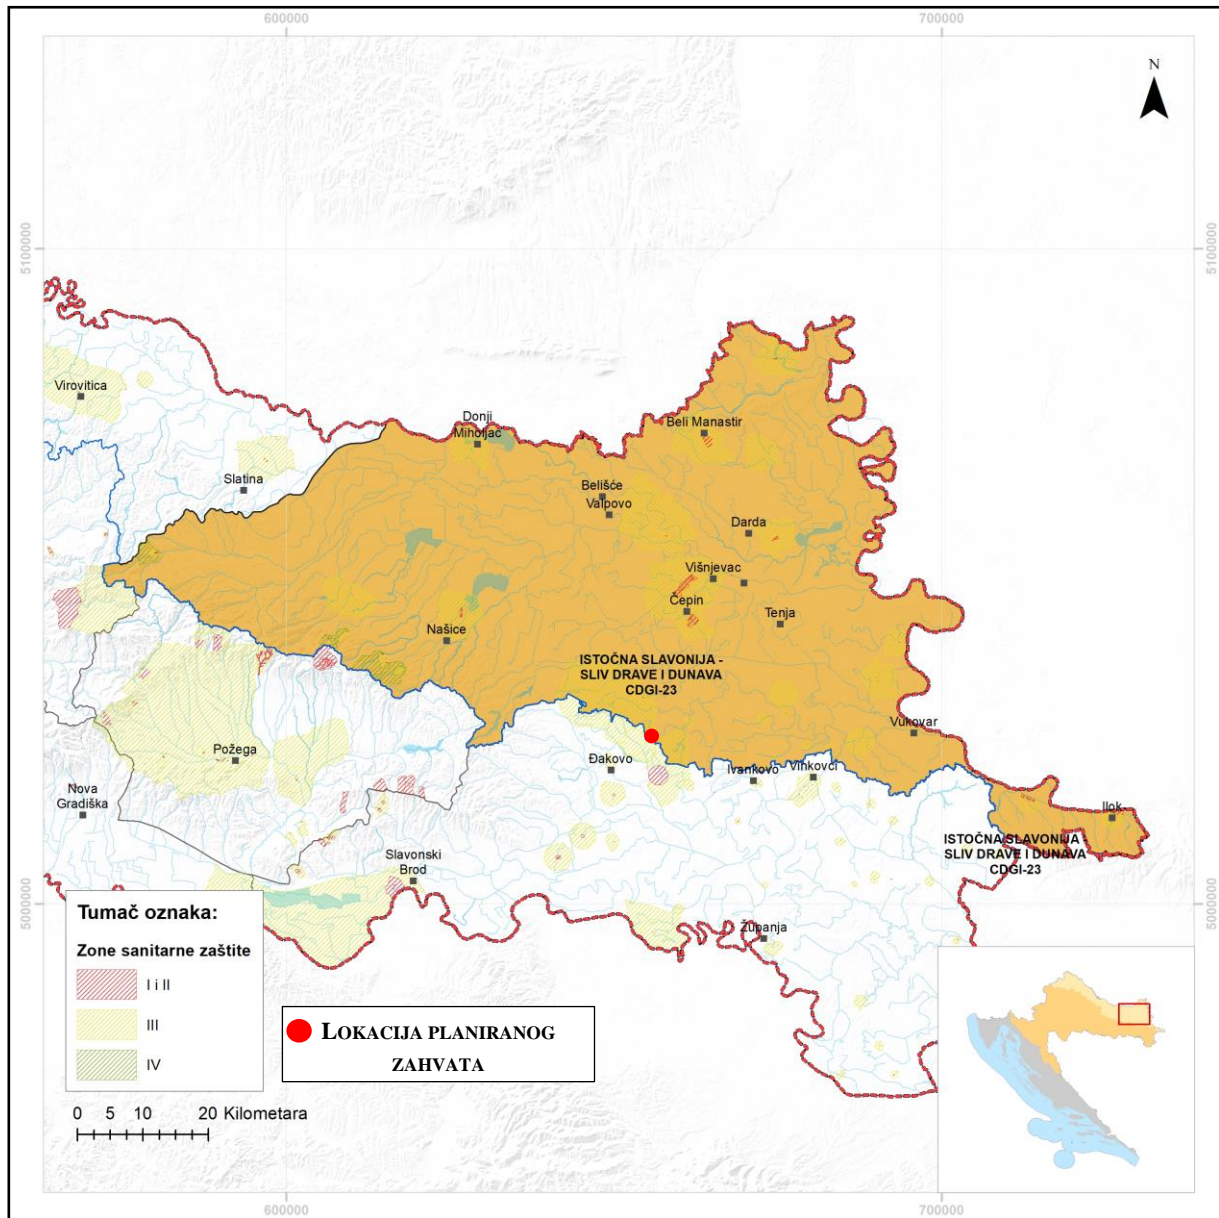 600000
700000
N
5100000
5100000
Virovitica
Donji
Miholjac
Beli Manastir
Slatina
Belišće
Valpovo
Darda
Višnjevac
Čepin
Tenja
Našice
ISTOČNA SLAVONIJA -
SLIV DRAVE I DUNAVA
CDGI-23
Vukovar
Požega
Đakovo
Ivankovo
Vinkovci
Nova
Gradiška
Ilok
ISTOČNA SLAVONIJA -
SLIV DRAVE I DUNAVA
CDGI-23
Slavonski
Brod
5000000
5000000
Županja
Tumač oznaka:
Zone sanitarne zaštite
I i II
III
IV
LOKACIJA PLANIRANOG
ZAHVATA
0 5 10 20 Kilometara
600000
700000